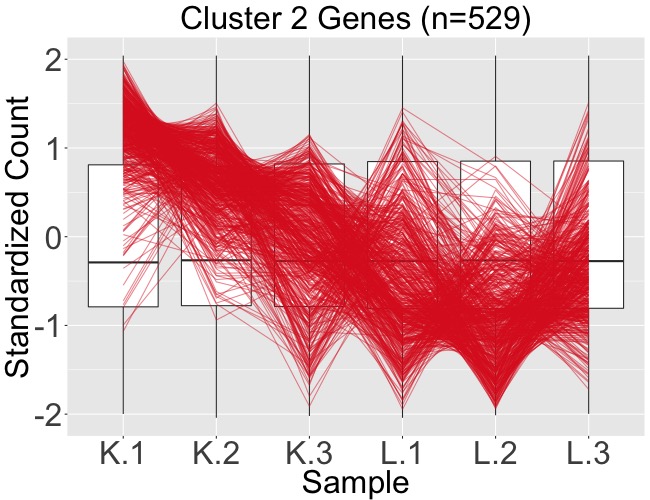 Cluster 2 Genes (n=529)
Standardized Count
2
1
0
-1
-2
K.1 K.2 K.3 L.1 L.2 L.3
Sample